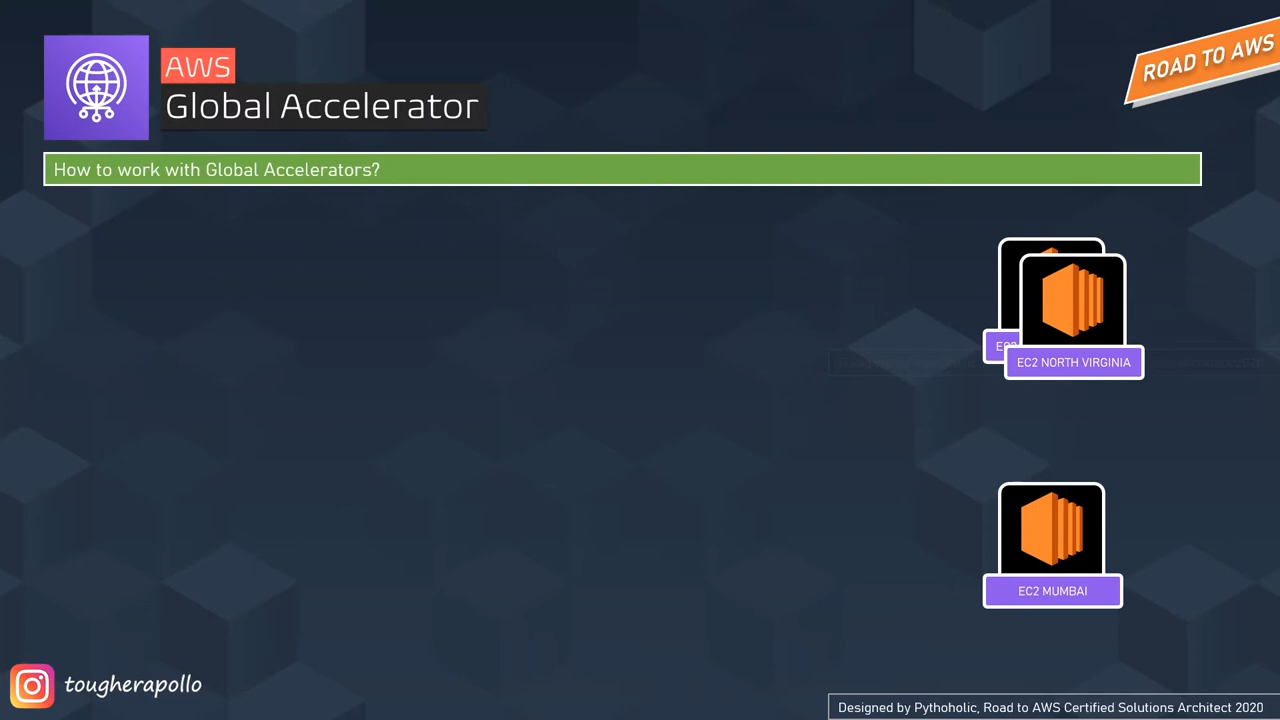 AWS
Global Accelerator
ROAD TO AWS
How to work with Global Accelerators?
EC2
EC2 NORTH VIRGINIA
EC2 MUMBAI
tougherapollo
Designed by Pythoholic, Road to AWS Certified Solutions Architect 2020